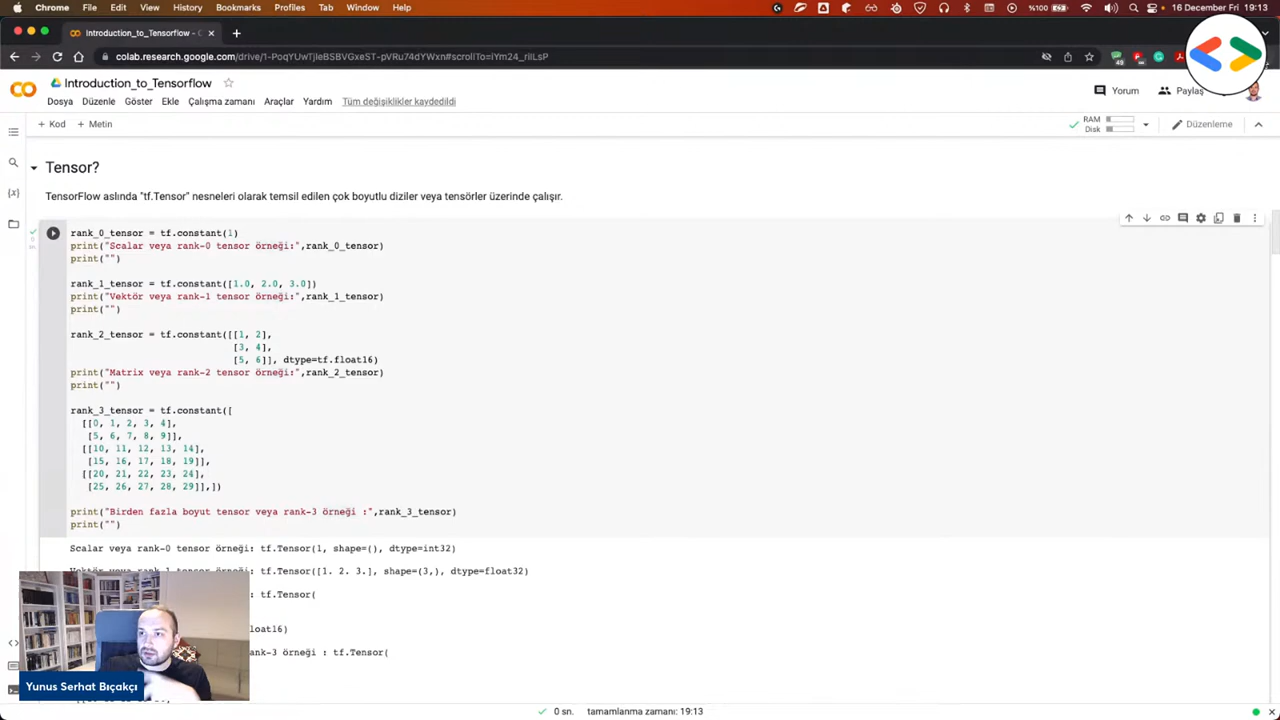 Chrome File Edit View History Bookmarks Profiles Tab Window Help
%100 16 December Fri 19:13
Introduction_to_Tensorflow - C
colab.research.google.com/drive/
Introduction_to_Tensorflow
Dosya Düzenle Göster Ekle Çalışma zamanı Araçlar Yardım Tüm değişiklikler kaydedildi
Yorum Paylaş
+ Kod + Metin
RAM
Disk
Düzenleme
Tensor?
TensorFlow aslında "tf.Tensor" nesneleri olarak temsil edilen çok boyutlu diziler veya tensörler üzerinde çalışır.
rank_0_tensor = tf.constant(1)
print("Scalar veya rank-0 tensor örneği:",rank_0_tensor)
print("")
rank_1_tensor = tf.constant([1.0, 2.0, 3.0])
print("Vektör veya rank-1 tensor örneği:",rank_1_tensor)
print("")
rank_2_tensor = tf.constant([[1, 2],
[3, 4],
[5, 6]], dtype=tf.float16)
print("Matrix veya rank-2 tensor örneği:",rank_2_tensor)
print("")
rank_3_tensor = tf.constant([
[[0, 1, 2, 3, 4],
[5, 6, 7, 8, 9]],
[[10, 11, 12, 13, 14],
[15, 16, 17, 18, 19]],
[[20, 21, 22, 23, 24],
[25, 26, 27, 28, 29]],])
print("Birden fazla boyut tensor veya rank-3 örneği :",rank_3_tensor)
print("")
Scalar veya rank-0 tensor örneği: tf.Tensor(1, shape=(), dtype=int32)
Vektör veya rank-1 tensor örneği: tf.Tensor([1. 2. 3.], shape=(3,), dtype=float32)
: tf.Tensor(
loat16)
ank-3 örneği : tf.Tensor(
Yunus Serhat Bıçakçı
0 sn. tamamlanma zamanı: 19:13